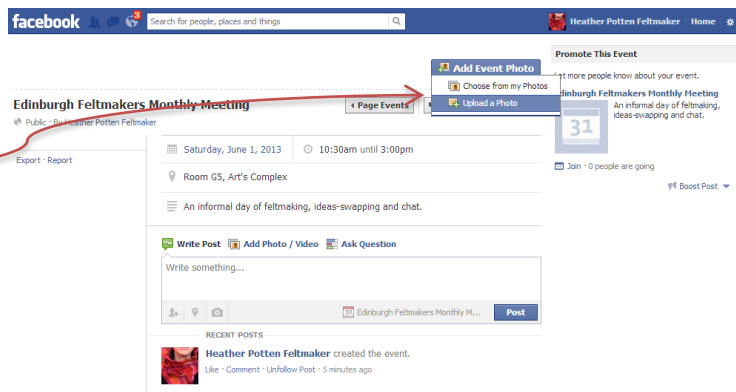 facebook
3
Search for people, places and things
Heather Potten Feltmaker
Home
Add Event Photo
Choose from my Photos
Upload a Photo
Edinburgh Feltmakers Monthly Meeting
Page Events
Public · By Heather Potten Feltmaker
Export · Report
Saturday, June 1, 2013
10:30am until 3:00pm
Room G5, Art's Complex
An informal day of feltmaking, ideas-swapping and chat.
Write Post
Add Photo / Video
Ask Question
Write something...
30 Edinburgh Feltmakers Monthly M...
Post
RECENT POSTS
Heather Potten Feltmaker created the event.
Like · Comment · Unfollow Post · 5 minutes ago
Promote This Event
more people know about your event.
Edinburgh Feltmakers Monthly Meeting
31
An informal day of feltmaking,
ideas-swapping and chat.
Join · 0 people are going
Boost Post